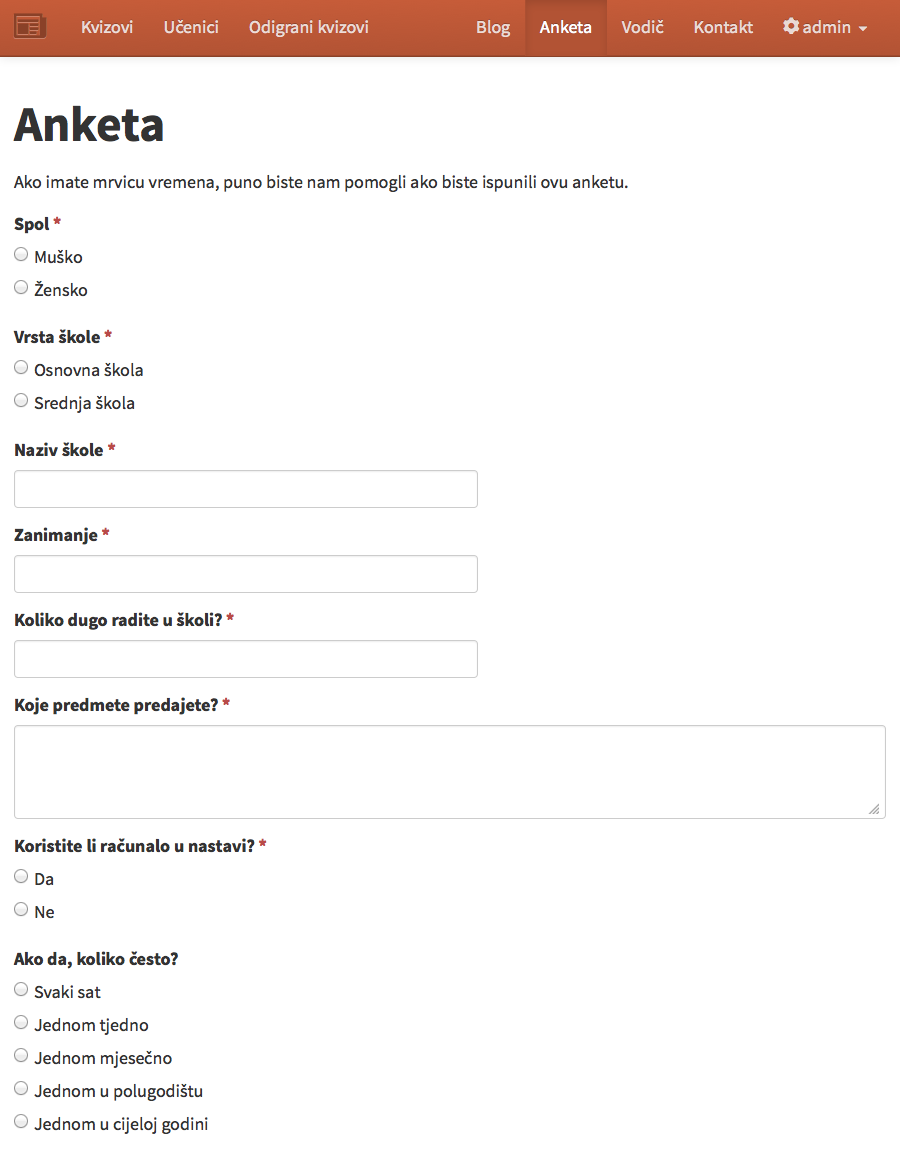 Kvizovi Učenici Odigrani kvizovi Blog Anketa Vodič Kontakt admin
Anketa
Ako imate mrvicu vremena, puno biste nam pomogli ako biste ispunili ovu anketu.
Spol *
Muško
Žensko
Vrsta škole *
Osnovna škola
Srednja škola
Naziv škole *
Zanimanje *
Koliko dugo radite u školi? *
Koje predmete predajete? *
Koristite li računalo u nastavi? *
Da
Ne
Ako da, koliko često?
Svaki sat
Jednom tjedno
Jednom mjesečno
Jednom u polugodištu
Jednom u cijeloj godini